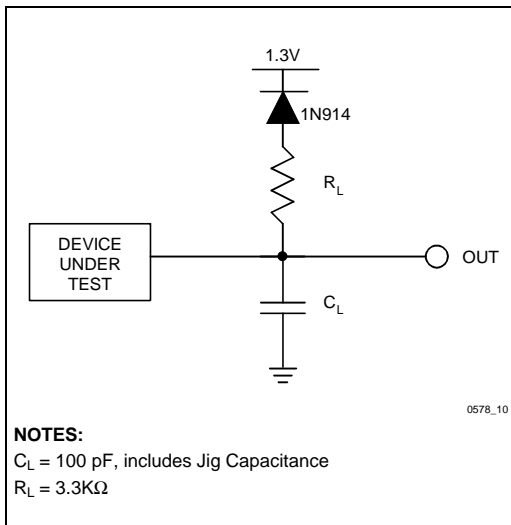 1.3V
1N914
R_L
DEVICE
UNDER
TEST
OUT
C_L
0578_10
NOTES:
C_L = 100 pF, includes Jig Capacitance
R_L = 3.3KΩ